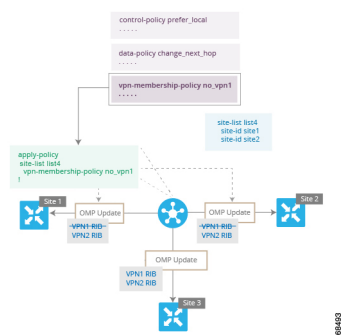 control-policy prefer_local
. . . . .
data-policy change_next_hop
. . . . .
vpn-membership-policy no_vpn1
. . . . .
site-list list4
site-id site1
site-id site2
apply-policy
site-list list4
vpn-membership-policy no_vpn1
!
Site 1
OMP Update
OMP Update
Site 2
VPN1 RIB
VPN2 RIB
VPN1 RIB
VPN2 RIB
OMP Update
VPN1 RIB
VPN2 RIB
Site 3
68493